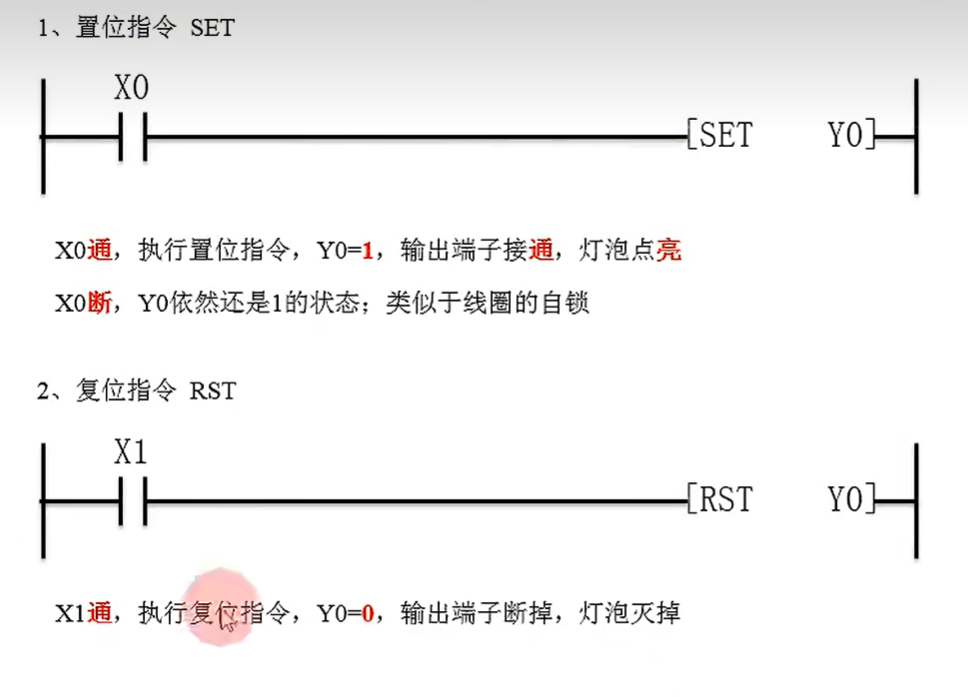 1、置位指令 SET
X0
[SET Y0]
X0通，执行置位指令，Y0=1，输出端子接通，灯泡点亮
X0断，Y0依然还是1的状态；类似于线圈的自锁
2、复位指令 RST
X1
[RST Y0]
X1通，执行复位指令，Y0=0，输出端子断掉，灯泡灭掉